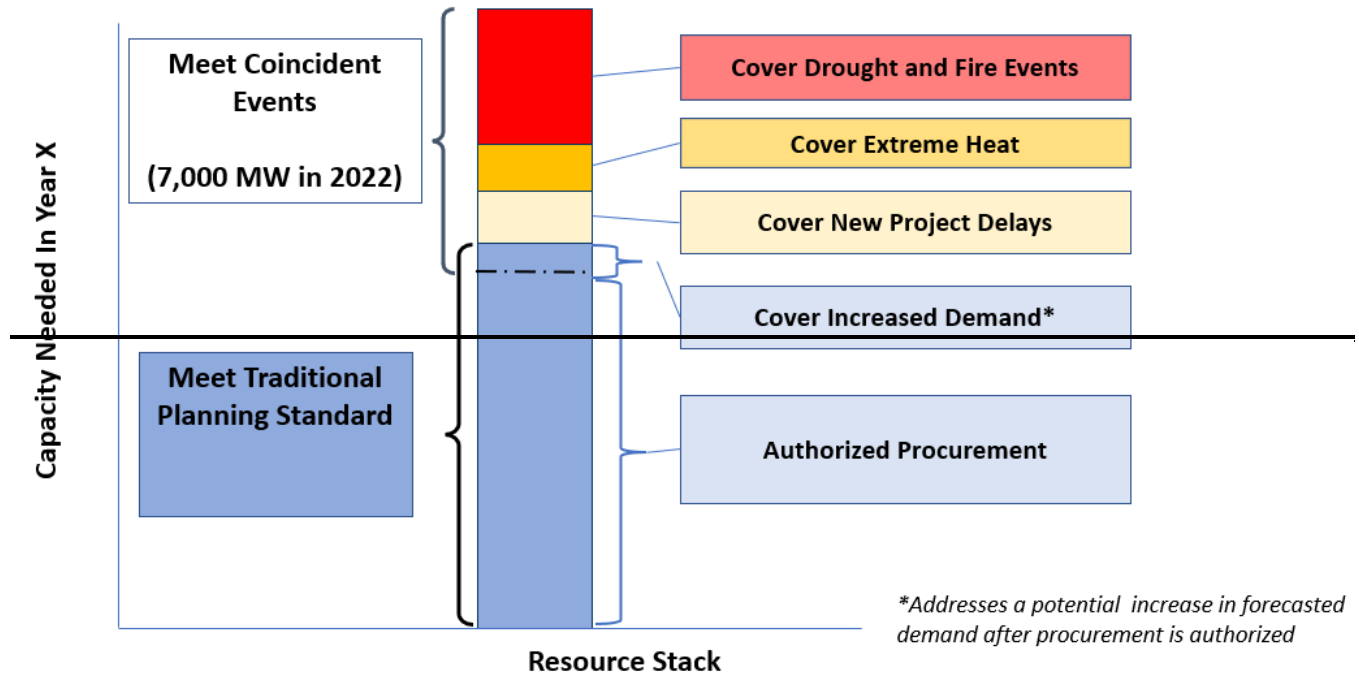 Capacity Needed In Year X
Meet Coincident
Events
(7,000 MW in 2022)
Meet Traditional
Planning Standard
Cover Drought and Fire Events
Cover Extreme Heat
Cover New Project Delays
Cover Increased Demand*
Authorized Procurement
*Addresses a potential increase in forecasted
demand after procurement is authorized
Resource Stack